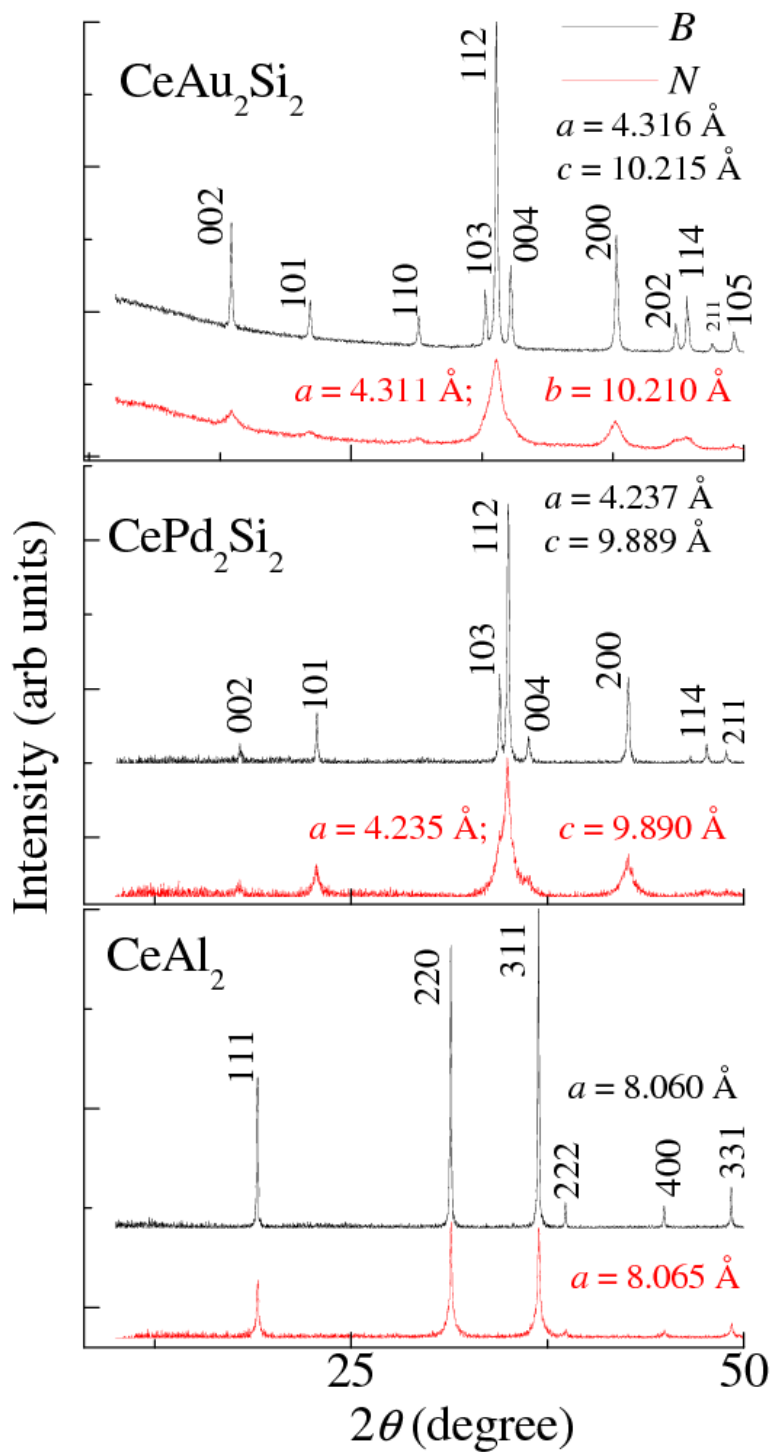 B
N
CeAu2Si2
a = 4.316 Å
c = 10.215 Å
002
101
110
103
112
004
200
202
114
211
105
a = 4.311 Å; b = 10.210 Å
CePd2Si2
a = 4.237 Å
c = 9.889 Å
002
101
103
112
004
200
114
211
a = 4.235 Å; c = 9.890 Å
CeAl2
111
220
311
222
400
331
a = 8.060 Å
a = 8.065 Å
Intensity (arb units)
25 50
2θ (degree)